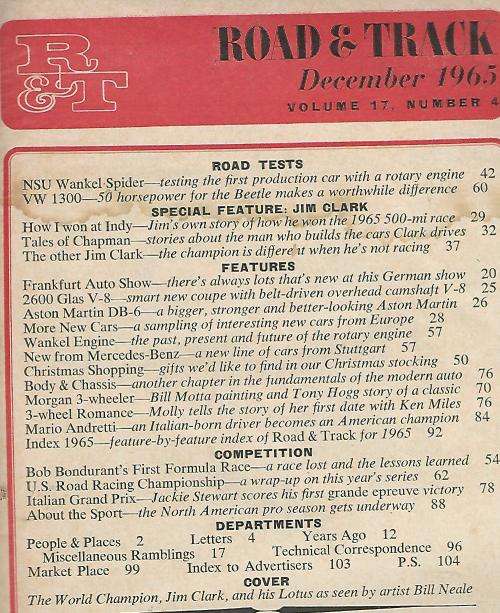 R&T
ROAD & TRACK
December 1965
VOLUME 17, NUMBER 4
ROAD TESTS
NSU Wankel Spider—testing the first production car with a rotary engine 42
VW 1300—50 horsepower for the Beetle makes a worthwhile difference 60
SPECIAL FEATURE: JIM CLARK
How I won at Indy—Jim's own story of how he won the 1965 500-mi race 29
Tales of Chapman—stories about the man who builds the cars Clark drives 32
The other Jim Clark—the champion is different when he's not racing 37
FEATURES
Frankfurt Auto Show—there's always lots that's new at this German show 20
2600 Glas V-8—smart new coupe with belt-driven overhead camshaft V-8 25
Aston Martin DB-6—a bigger, stronger and better-looking Aston Martin 26
More New Cars—a sampling of interesting new cars from Europe 28
Wankel Engine—the past, present and future of the rotary engine 57
New from Mercedes-Benz—a new line of cars from Stuttgart 57
Christmas Shopping—gifts we'd like to find in our Christmas stocking 50
Body & Chassis—another chapter in the fundamentals of the modern auto 76
Morgan 3-wheeler—Bill Motta painting and Tony Hogg story of a classic 70
3-wheel Romance—Molly tells the story of her first date with Ken Miles 76
Mario Andretti—an Italian-born driver becomes an American champion 84
Index 1965—feature-by-feature index of Road & Track for 1965 92
COMPETITION
Bob Bondurant's First Formula Race—a race lost and the lessons learned 54
U.S. Road Racing Championship—a wrap-up on this year's series 62
Italian Grand Prix—Jackie Stewart scores his first grande epreuve victory 78
About the Sport—the North American pro season gets underway 88
DEPARTMENTS
People & Places 2 Letters 4 Years Ago 12
Miscellaneous Ramblings 17 Technical Correspondence 96
Market Place 99 Index to Advertisers 103 P.S. 104
COVER
The World Champion, Jim Clark, and his Lotus as seen by artist Bill Neale